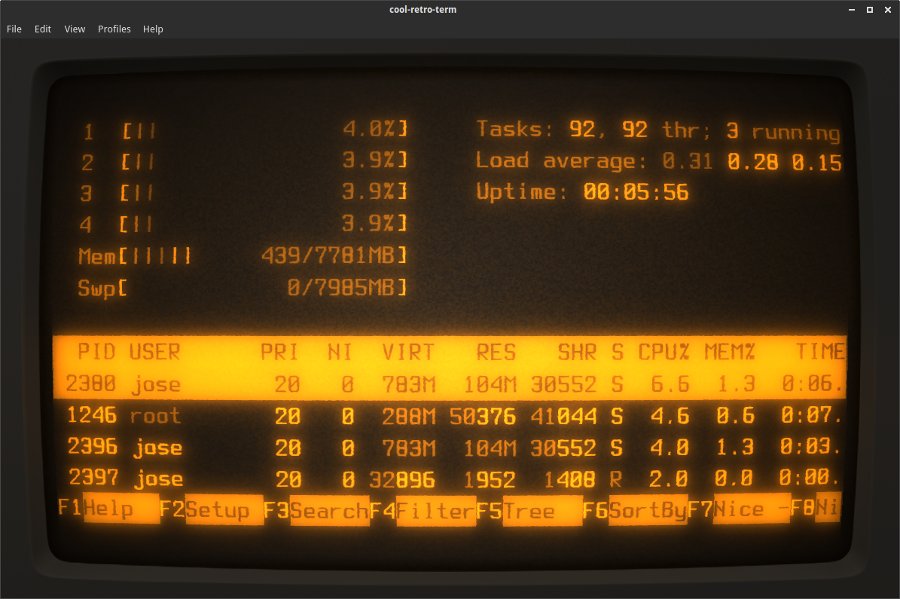 cool-retro-term
File Edit View Profiles Help
1 [|| 4.0%] Tasks: 92, 92 thr; 3 running
2 [|| 3.9%] Load average: 0.31 0.28 0.15
3 [|| 3.9%] Uptime: 00:05:56
4 [|| 3.9%]
Mem[||||| 439/7781MB]
Swp[ 0/7985MB]
PID USER PRI NI VIRT RES SHR S CPU% MEM% TIME
2380 jose 20 0 783M 104M 30552 S 6.6 1.3 0:06.
1246 root 20 0 288M 50376 41044 S 4.6 0.6 0:07.
2396 jose 20 0 783M 104M 30552 S 4.0 1.3 0:03.
2397 jose 20 0 32896 1952 1408 R 2.0 0.0 0:00.
F1Help F2Setup F3SearchF4FilterF5Tree F6SortByF7Nice -F8Ni